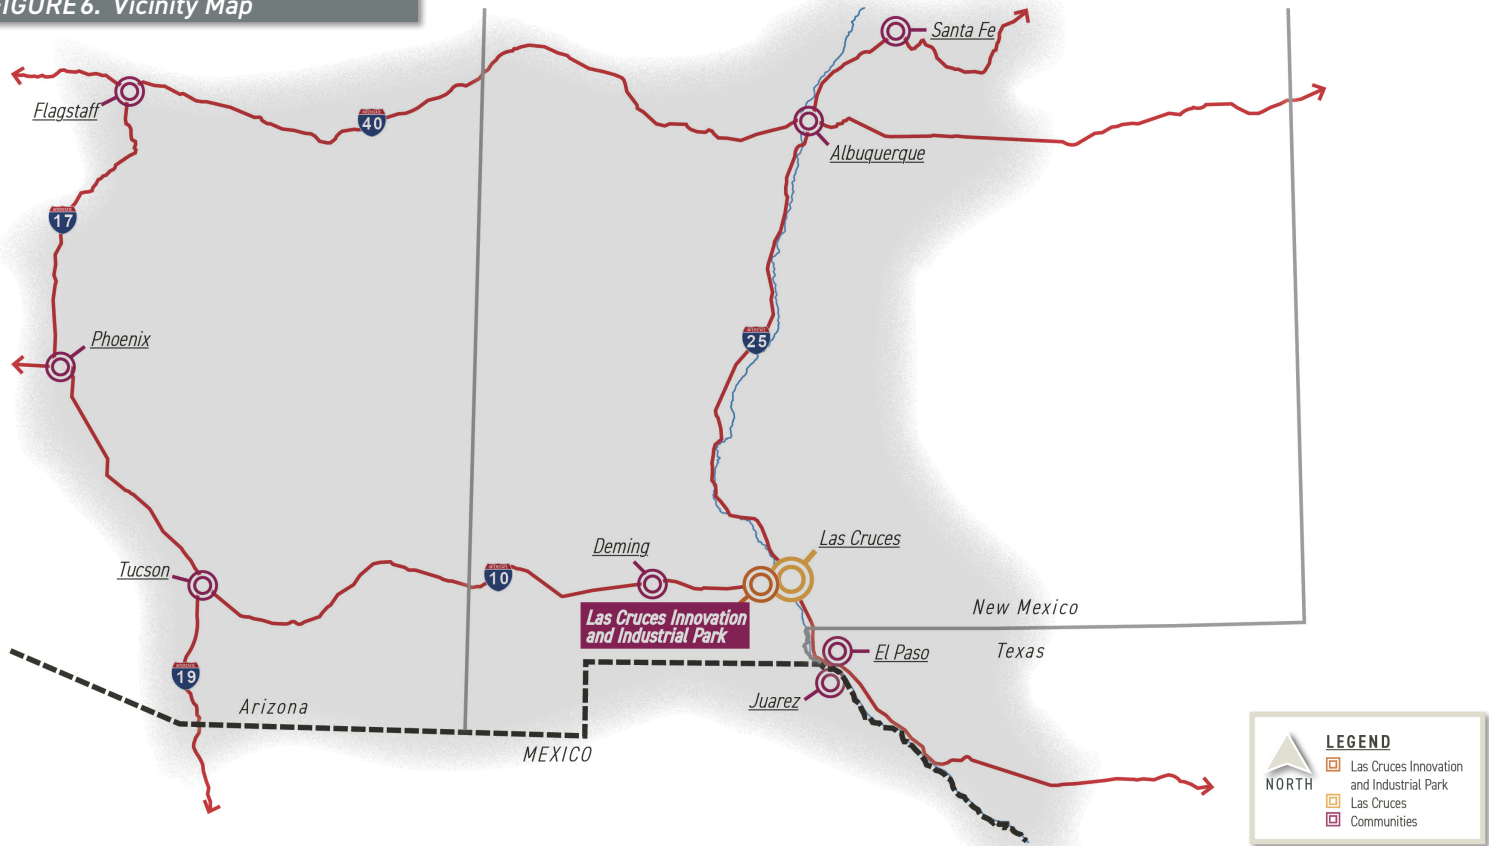 FIGURE 6. Vicinity Map
Santa Fe
Flagstaff
40
Albuquerque
17
25
Phoenix
Las Cruces
Deming
Tucson
10
Las Cruces Innovation
and Industrial Park
New Mexico
Texas
El Paso
19
Juarez
Arizona
MEXICO
LEGEND
NORTH
Las Cruces Innovation
and Industrial Park
Las Cruces
Communities